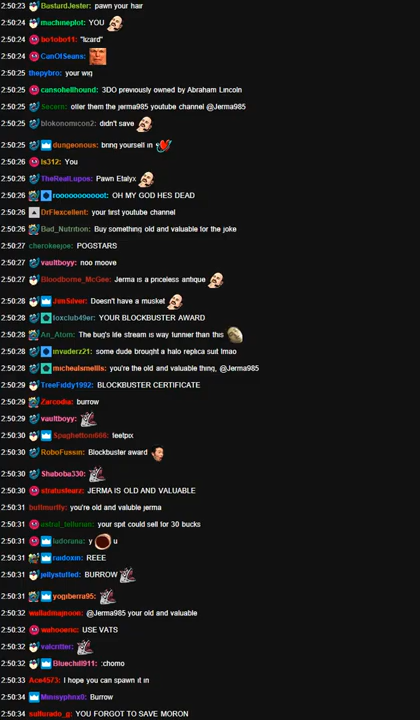 2:50:23 BustardJester: pawn your hair
2:50:24 machineplot: YOU
2:50:24 bo1obo11: "lizard"
2:50:24 CanOfSeans:
2:50:25 thepybro: your wig
2:50:25 cansohellhound: 3DO previously owned by Abraham Lincoln
2:50:25 5acern: offer them the jerma985 youtube channel @Jerma985
2:50:25 blokonomicon2: didn't save
2:50:25 dungeonous: bring yourself in
2:50:26 ls312: You
2:50:26 TheRealLupos: Pawn Etalyx
2:50:26 roooooooooooot: OH MY GOD HES DEAD
2:50:26 DrFlexcellent: your first youtube channel
2:50:26 Bad_Nutrition: Buy something old and valuable for the joke
2:50:27 cherokeejoe: POGSTARS
2:50:27 vaultboyy: noo moove
2:50:27 Bloodborne_McGee: Jerma is a priceless antique
2:50:28 JimSdver: Doesn't have a musket
2:50:28 foxclub49er: YOUR BLOCKBUSTER AWARD
2:50:28 An_Atom: The bug's life stream is way funnier than this
2:50:28 invaderz21: some dude brought a halo replica suit lmao
2:50:28 michealsmells: you're the old and valuable thing, @Jerma985
2:50:29 TreeFiddy1992: BLOCKBUSTER CERTIFICATE
2:50:29 Zarcodia: burrow
2:50:29 vaultboyy:
2:50:30 Spaghettom666: feetpix
2:50:30 RoboFussin: Blockbuster award
2:50:30 Shaboba330:
2:50:30 stratuslnarz: JERMA IS OLD AND VALUABLE
2:50:31 buffmurffy: you're old and valuble jerma
2:50:31 astral_tellurian: your spit could sell for 30 bucks
2:50:31 ludorana: y u
2:50:31 raidoxin: REEE
2:50:31 jellystuffed: BURROW
2:50:31 yogiberra95:
2:50:32 walladmajnoon: @Jerma985 your old and valuable
2:50:32 wahooeric: USE VATS
2:50:32 valcritter:
2:50:32 Bluechill911: :chomo
2:50:33 Ace4573: I hope you can spawn it in
2:50:34 Mimsyphnx0: Burrow
2:50:34 sulfurado_g: YOU FORGOT TO SAVE MORON